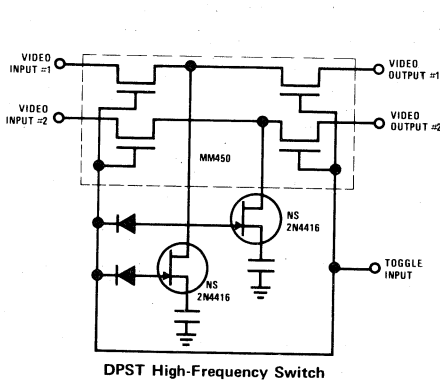 VIDEO
INPUT #1
VIDEO
OUTPUT #1
VIDEO
INPUT #2
VIDEO
OUTPUT #2
MM450
NS
2N4416
NS
2N4416
TOGGLE
INPUT
DPST High-Frequency Switch